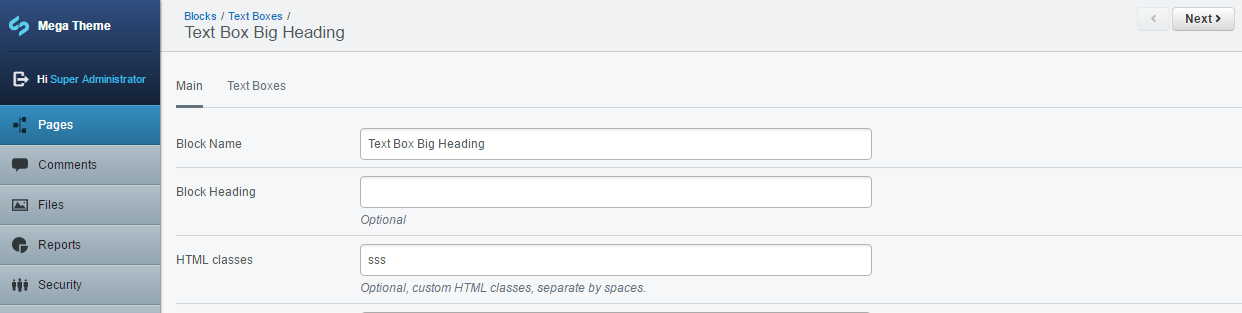 Mega Theme
Hi Super Administrator
Pages
Comments
Files
Reports
Security
Blocks / Text Boxes /
Text Box Big Heading
Next
Main Text Boxes
Block Name Text Box Big Heading
Block Heading
Optional
HTML classes sss
Optional, custom HTML classes, separate by spaces.